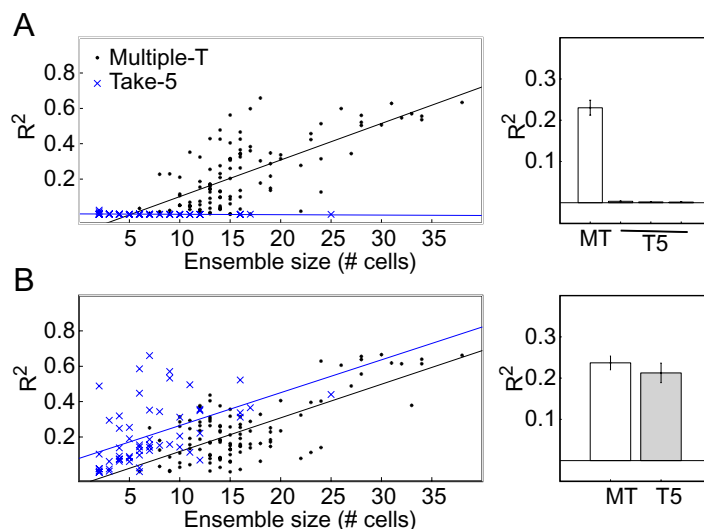 A
Multiple-T
Take-5
R2
0.8
0.6
0.4
0.2
5 10 15 20 25 30 35
Ensemble size (# cells)
R2
0.3
0.2
0.1
MT T5
B
R2
0.8
0.6
0.4
0.2
5 10 15 20 25 30 35
Ensemble size (# cells)
R2
0.3
0.2
0.1
MT T5